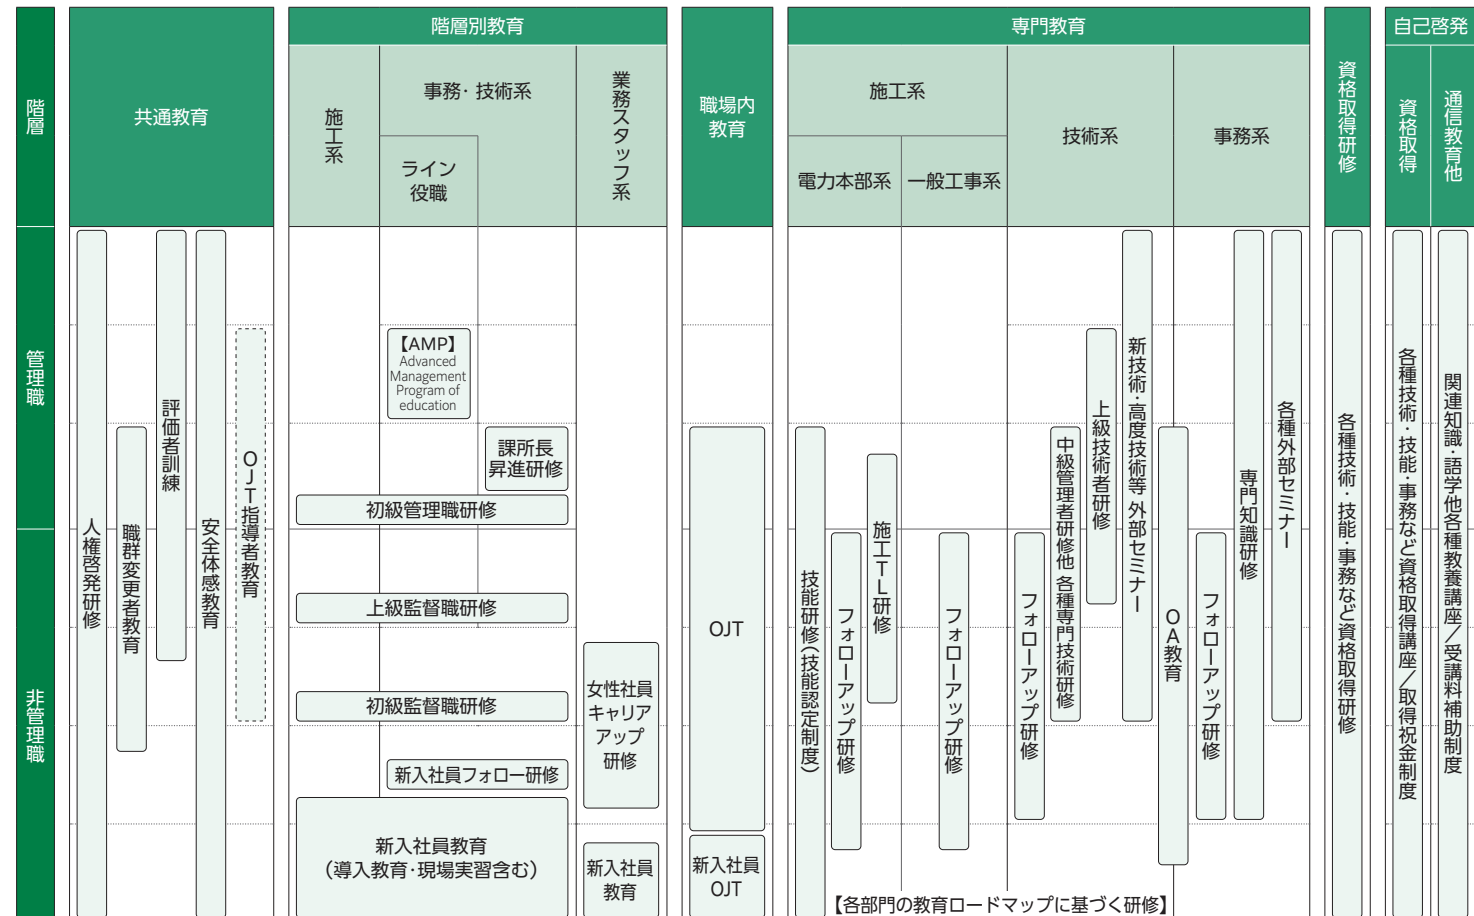 階層
共通教育
階層別教育
施工系
事務・技術系
ライン
役職
業務スタッフ系
職場内
教育
専門教育
施工系
電力本部系
一般工事系
技術系
事務系
資格取得研修
自己啓発
資格取得
通信教育他
管理職
非管理職
人権啓発研修
職群変更者教育
評価者訓練
安全体感教育
OJT指導者教育
【AMP】
Advanced
Management
Program of
education
課所長
昇進研修
初級管理職研修
上級監督職研修
初級監督職研修
新入社員フォロー研修
新入社員教育
(導入教育・現場実習含む)
女性社員
キャリア
アップ
研修
新入社員
教育
OJT
新入社員
OJT
技能研修(技能認定制度)
フォローアップ研修
施工TL研修
フォローアップ研修
フォローアップ研修
中級管理者研修他 各種専門技術研修
上級技術者研修
新技術・高度技術等 外部セミナー
OA教育
フォローアップ研修
専門知識研修
各種外部セミナー
【各部門の教育ロードマップに基づく研修】
各種技術・技能・事務など資格取得研修
各種技術・技能・事務など資格取得講座/取得祝金制度
関連知識・語学他各種教養講座/受講料補助制度